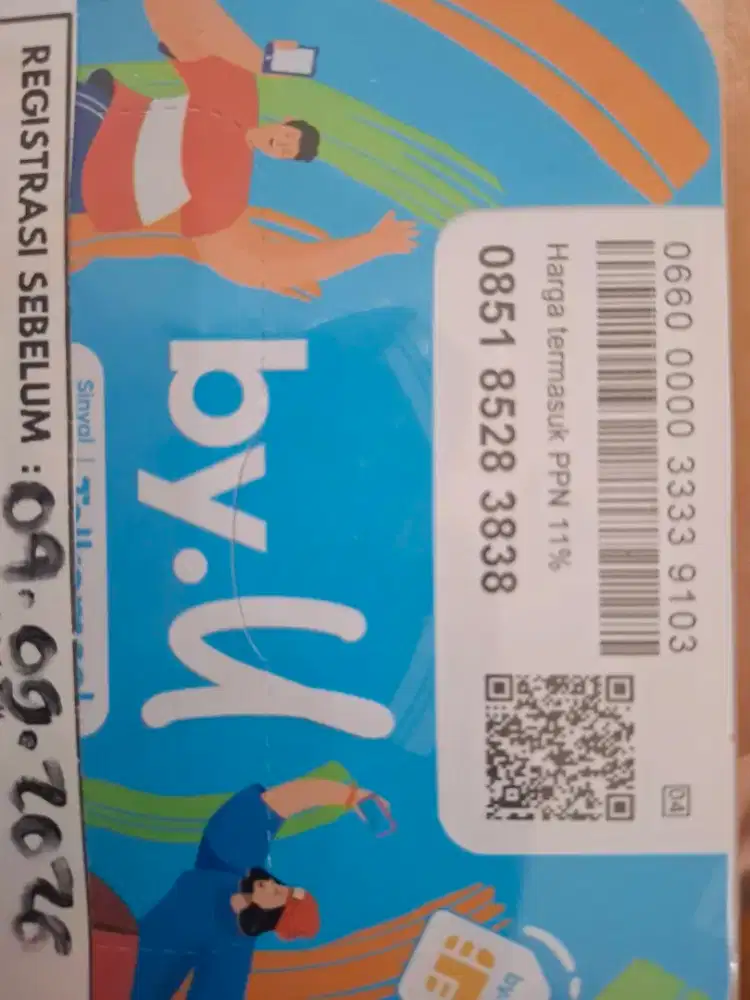 0660 0000 3333 9103
Harga termasuk PPN 11%
0851 8528 3838
04
by.U
Sinyal |
REGISTRASI SEBELUM : 09.09.2026
by.